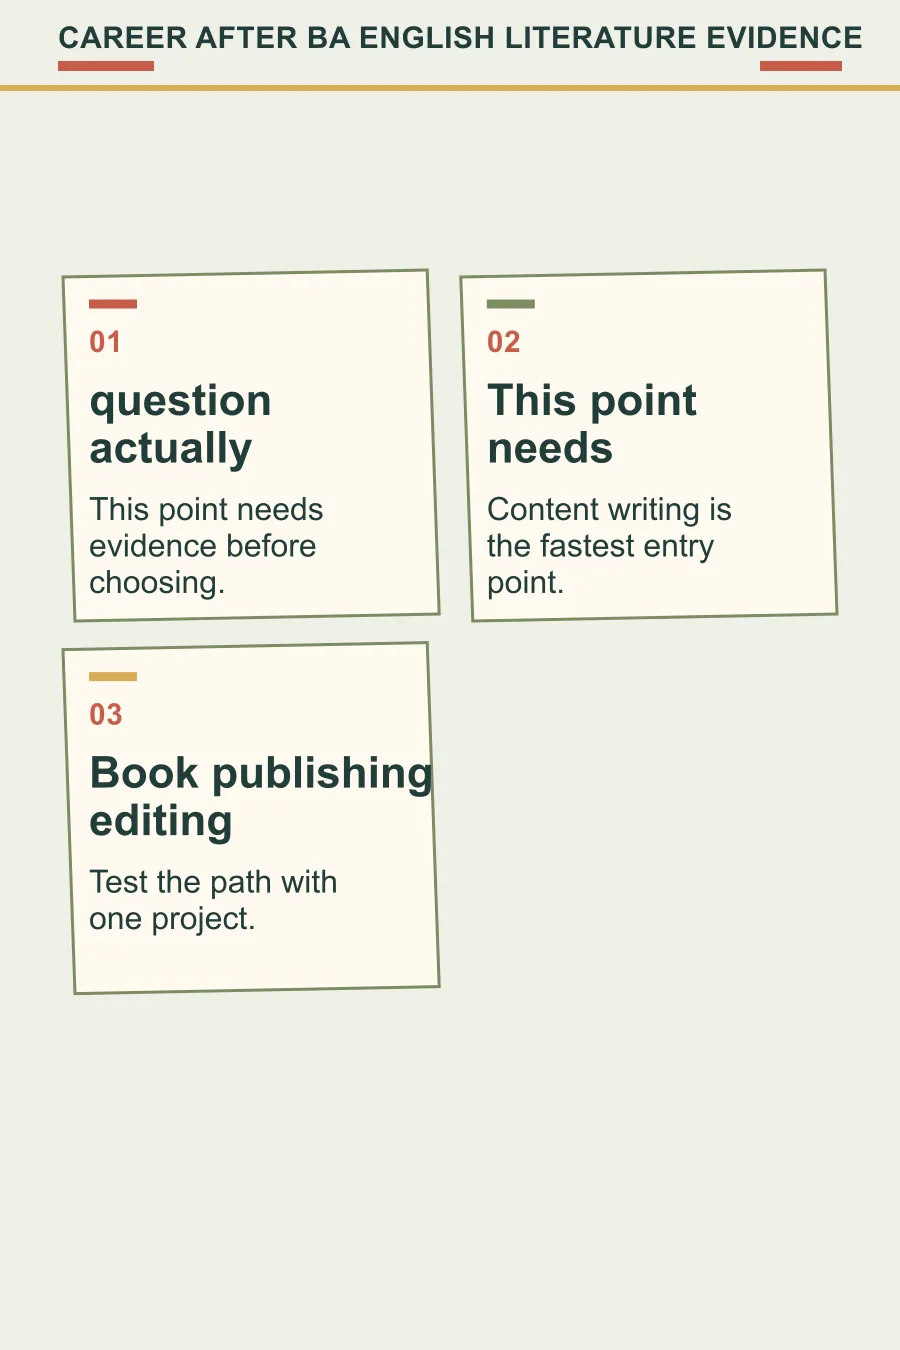 CAREER AFTER BA ENGLISH LITERATURE EVIDENCE
01
question
actually
This point needs
evidence before
choosing.
02
This point
needs
Content writing is
the fastest entry
point.
03
Book publishing
editing
Test the path with
one project.